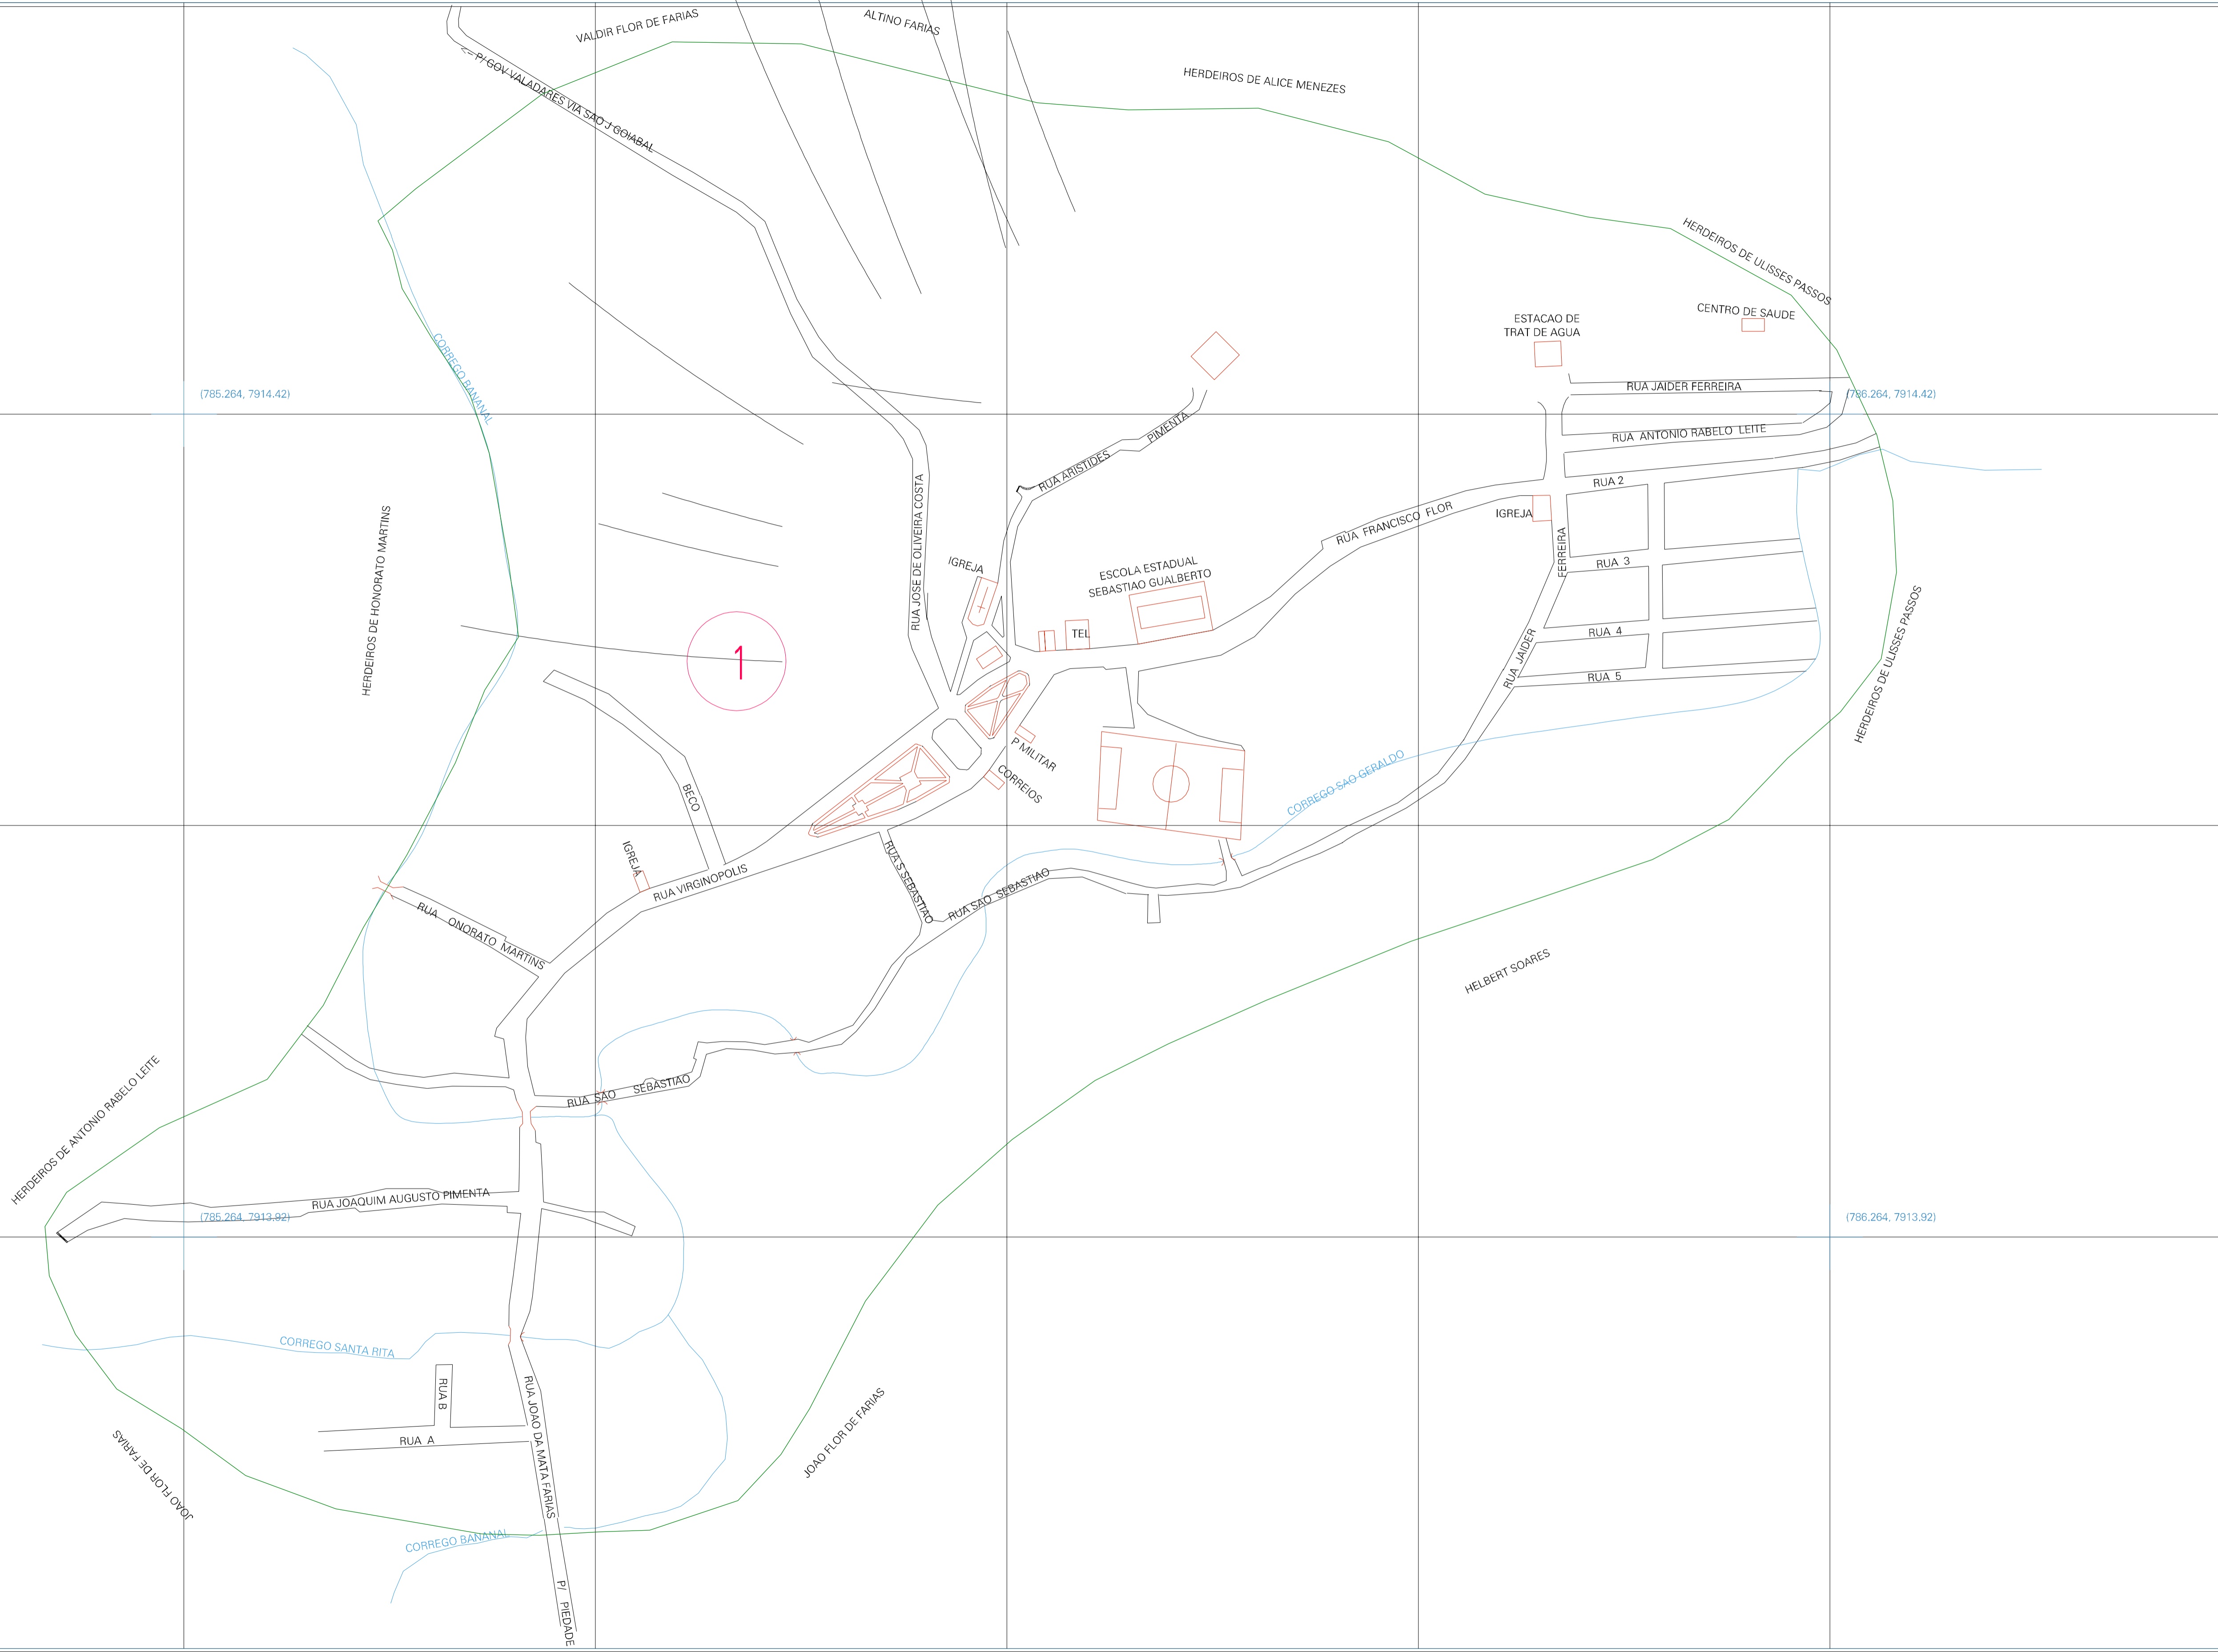 VALDIR FLOR DE FARIAS
ALTINO FARIAS
<-- P/ GOV VALADARES VIA SAO J GOIABAL
HERDEIROS DE ALICE MENEZES
HERDEIROS DE ULISSES PASSOS
CENTRO DE SAUDE
ESTACAO DE
TRAT DE AGUA
CORREGO BANANAL
(785.264, 7914.42)
RUA JAIDER FERREIRA
(786.264, 7914.42)
RUA ANTONIO RABELO LEITE
RUA ARISTIDES PIMENTA
RUA 2
RUA JOSE DE OLIVEIRA COSTA
RUA FRANCISCO FLOR
IGREJA
HERDEIROS DE HONORATO MARTINS
IGREJA
ESCOLA ESTADUAL
SEBASTIAO GUALBERTO
RUA 3
RUA JAIDER FERREIRA
TEL
RUA 4
1
RUA 5
HERDEIROS DE ULISSES PASSOS
P MILITAR
CORREIOS
CORREGO SAO GERALDO
BECO
IGREJA
RUA VIRGINOPOLIS
RUA S SEBASTIAO
RUA SAO SEBASTIAO
RUA ONORATO MARTINS
HELBERT SOARES
RUA SAO SEBASTIAO
HERDEIROS DE ANTONIO RABELO LEITE
RUA JOAQUIM AUGUSTO PIMENTA
(785.264, 7913.92)
(786.264, 7913.92)
CORREGO SANTA RITA
RUA B
RUA A
RUA JOAO DA MATA FARIAS
JOAO FLOR DE FARIAS
JOAO FLOR DE FARIAS
CORREGO BANANAL
P/ PIEDADE